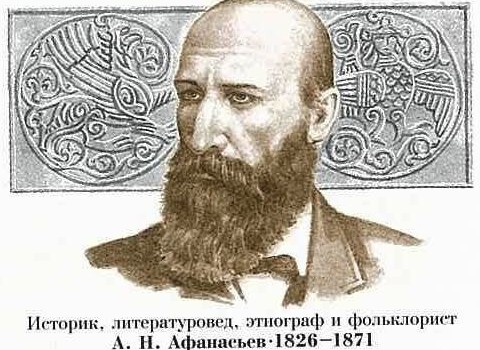 Историк, литературовед, этнограф и фольклорист
А. Н. Афанасьев·1826–1871